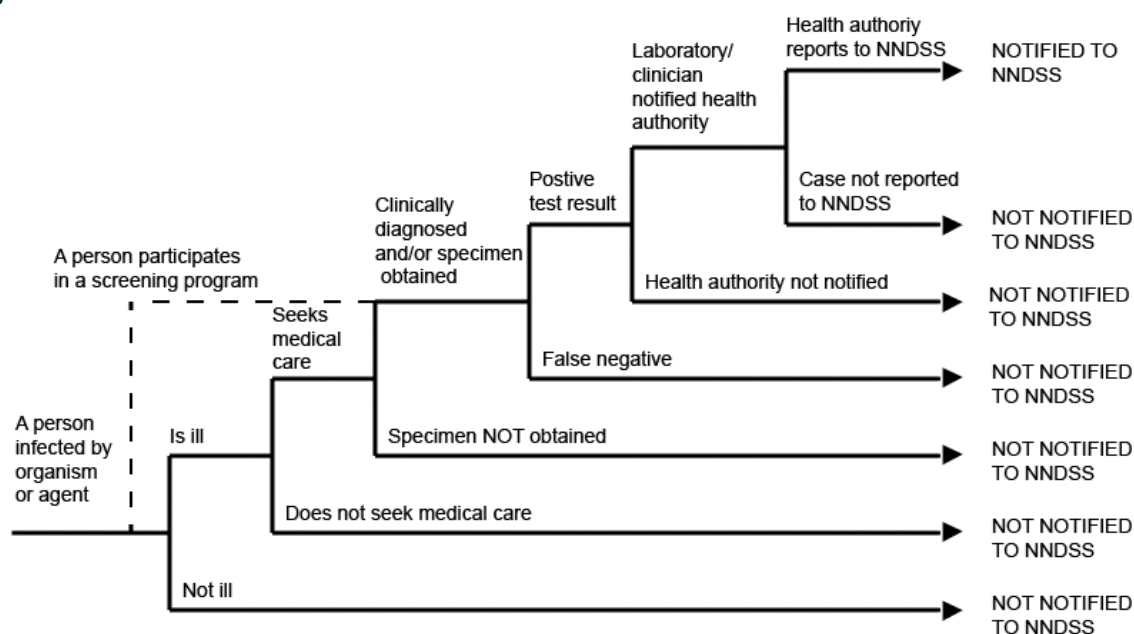 Health authoriy
reports to NNDSS
NOTIFIED TO
NNDSS
Laboratory/
clinician
notified health
authority
Case not reported
to NNDSS
NOT NOTIFIED
TO NNDSS
Postive
test result
Health authority not notified
NOT NOTIFIED
TO NNDSS
Clinically
diagnosed
and/or specimen
obtained
False negative
NOT NOTIFIED
TO NNDSS
A person participates
in a screening program
Seeks
medical
care
Specimen NOT obtained
NOT NOTIFIED
TO NNDSS
A person
infected by
organism
or agent
Is ill
Does not seek medical care
NOT NOTIFIED
TO NNDSS
Not ill
NOT NOTIFIED
TO NNDSS